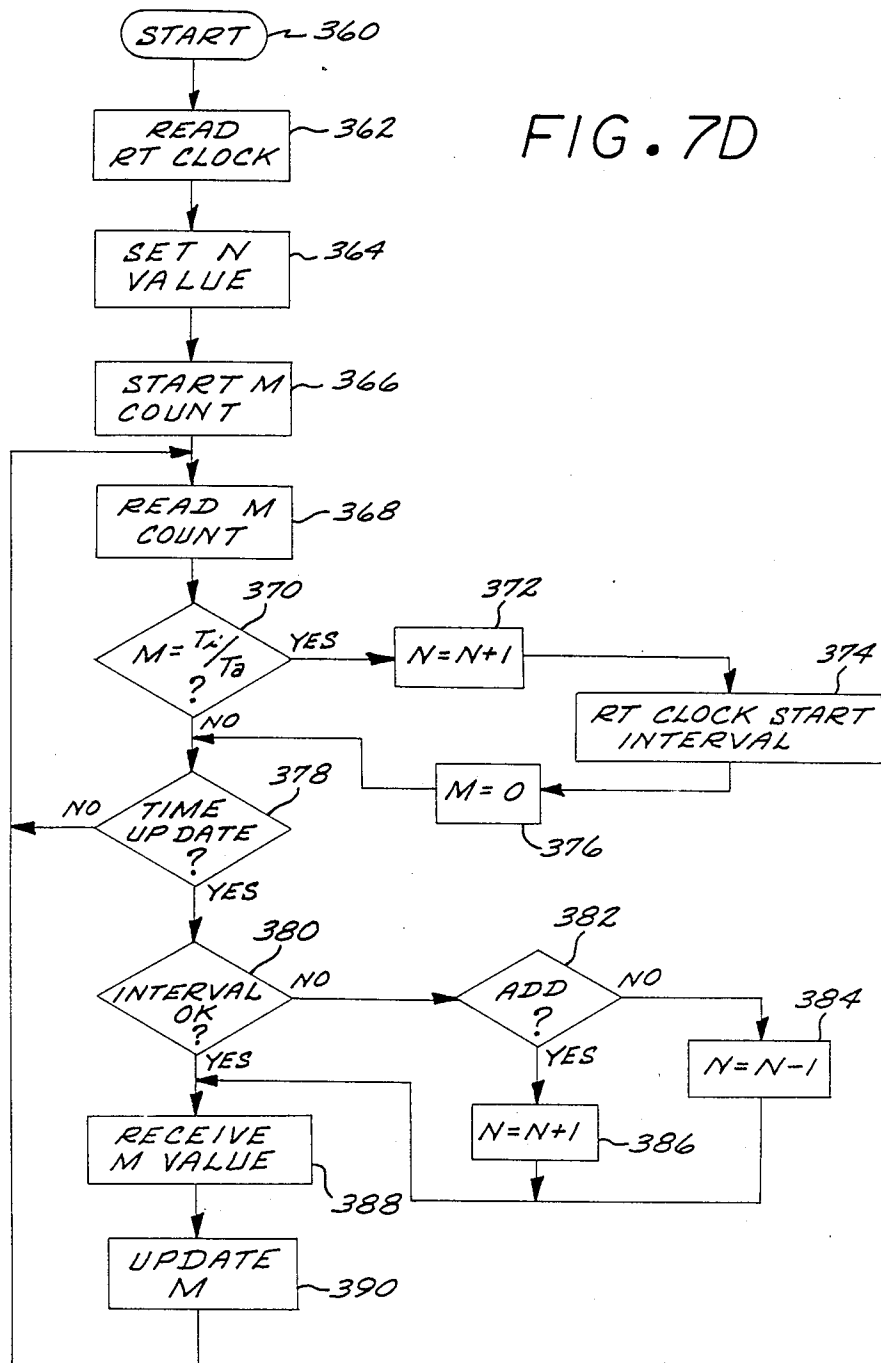 START
360
READ
RT CLOCK
362
FIG. 7D
SET N
VALUE
364
START M
COUNT
366
READ M
COUNT
368
370
M = Ti/Ta
?
YES
NO
372
N=N+1
374
RT CLOCK START
INTERVAL
M = 0
376
378
TIME
UPDATE
?
NO
YES
380
INTERVAL
OK
?
NO
YES
382
ADD
?
NO
YES
384
N=N-1
N=N+1
386
RECEIVE
M VALUE
388
UPDATE
M
390